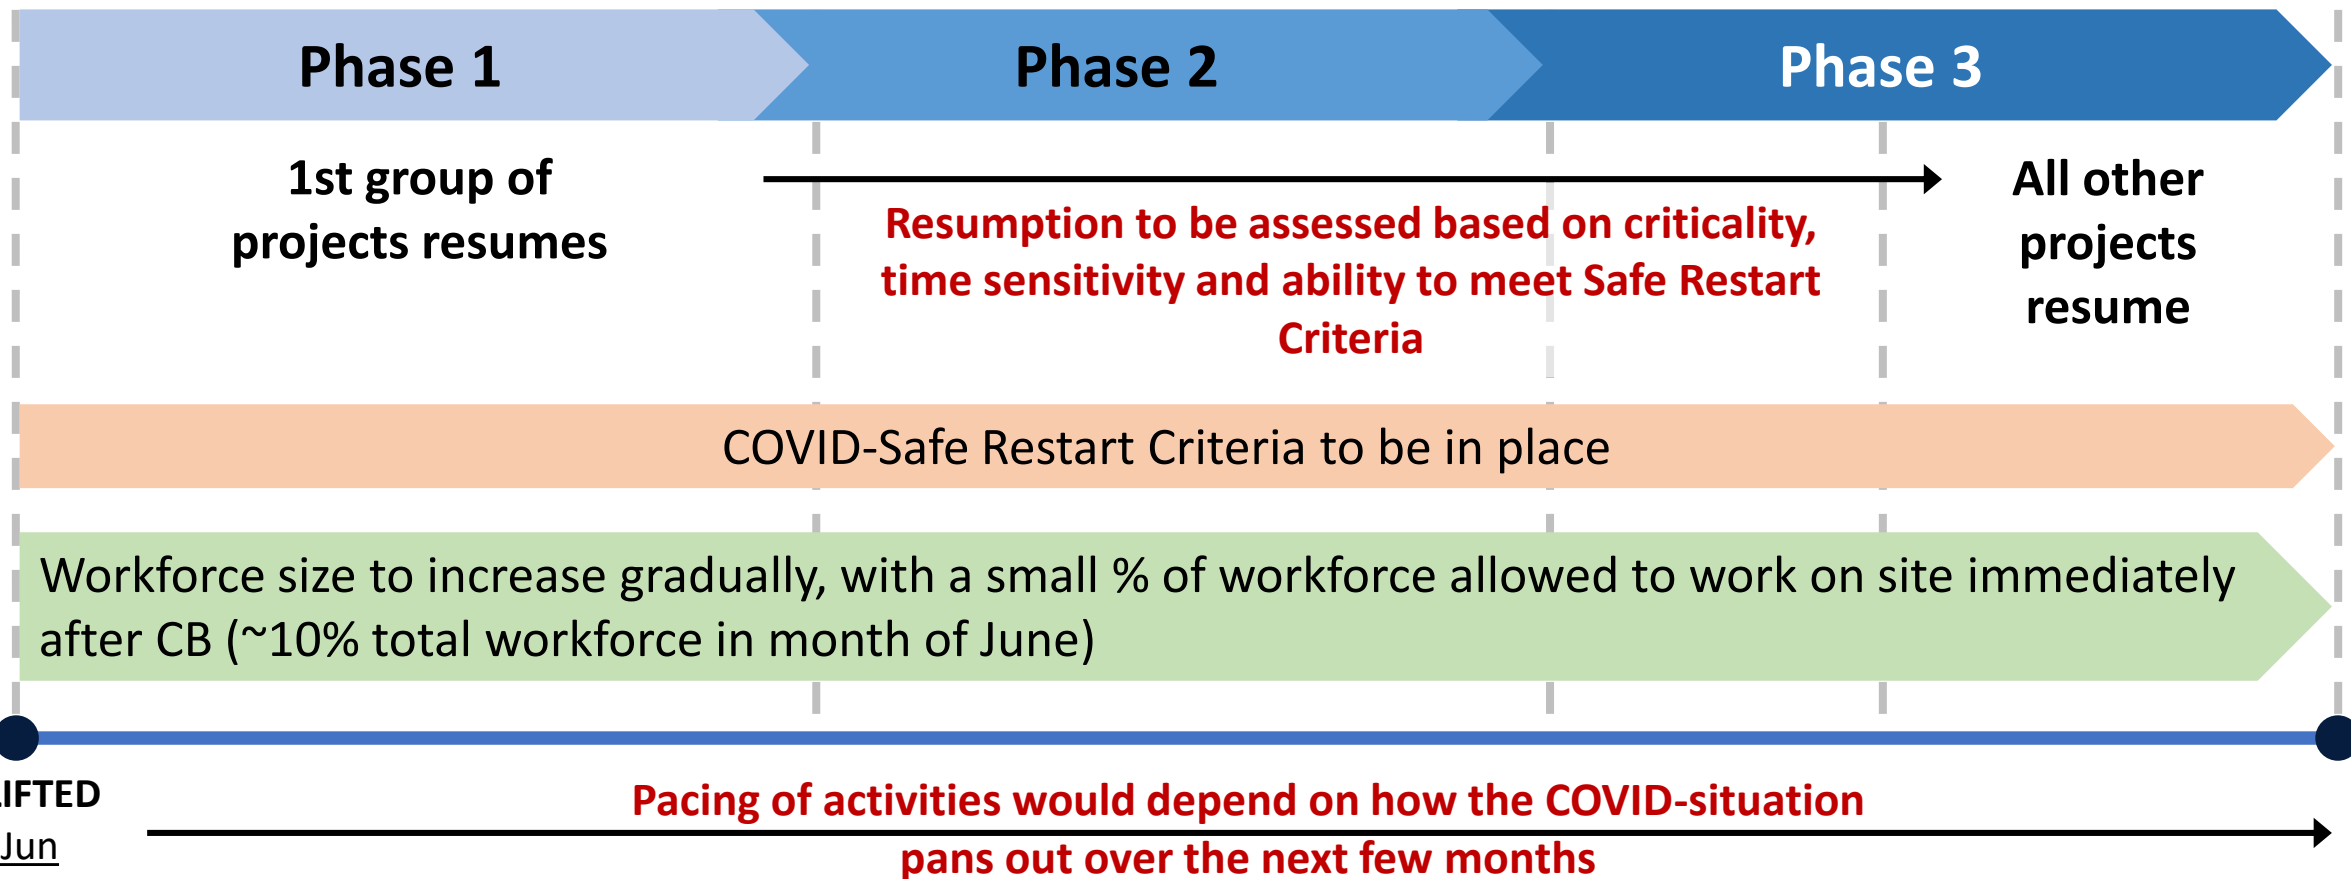 Phase 1
Phase 2
Phase 3
1st group of
projects resumes
Resumption to be assessed based on criticality,
time sensitivity and ability to meet Safe Restart
Criteria
All other
projects
resume
COVID-Safe Restart Criteria to be in place
Workforce size to increase gradually, with a small % of workforce allowed to work on site immediately
after CB (~10% total workforce in month of June)
Jun
Pacing of activities would depend on how the COVID-situation
pans out over the next few months